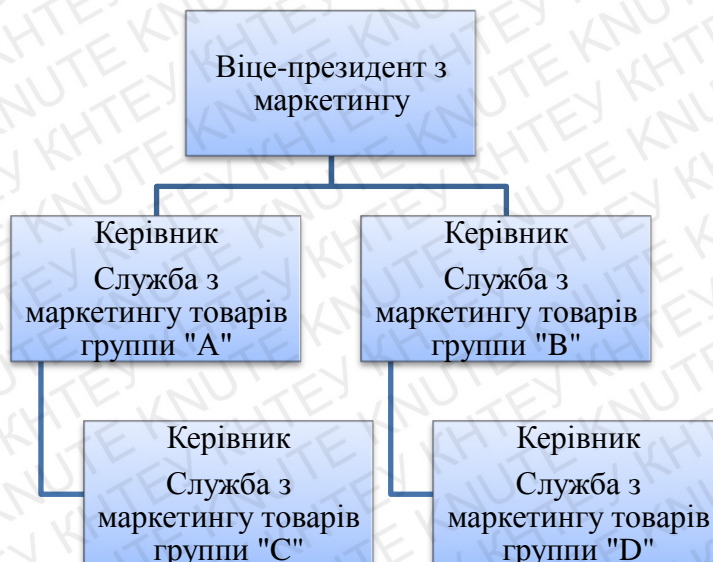 Віце-президент з
маркетингу
Керівник
Служба з
маркетингу товарів
группи "А"
Керівник
Служба з
маркетингу товарів
группи "В"
Керівник
Служба з
маркетингу товарів
группи "С"
Керівник
Служба з
маркетингу товарів
группи "D"